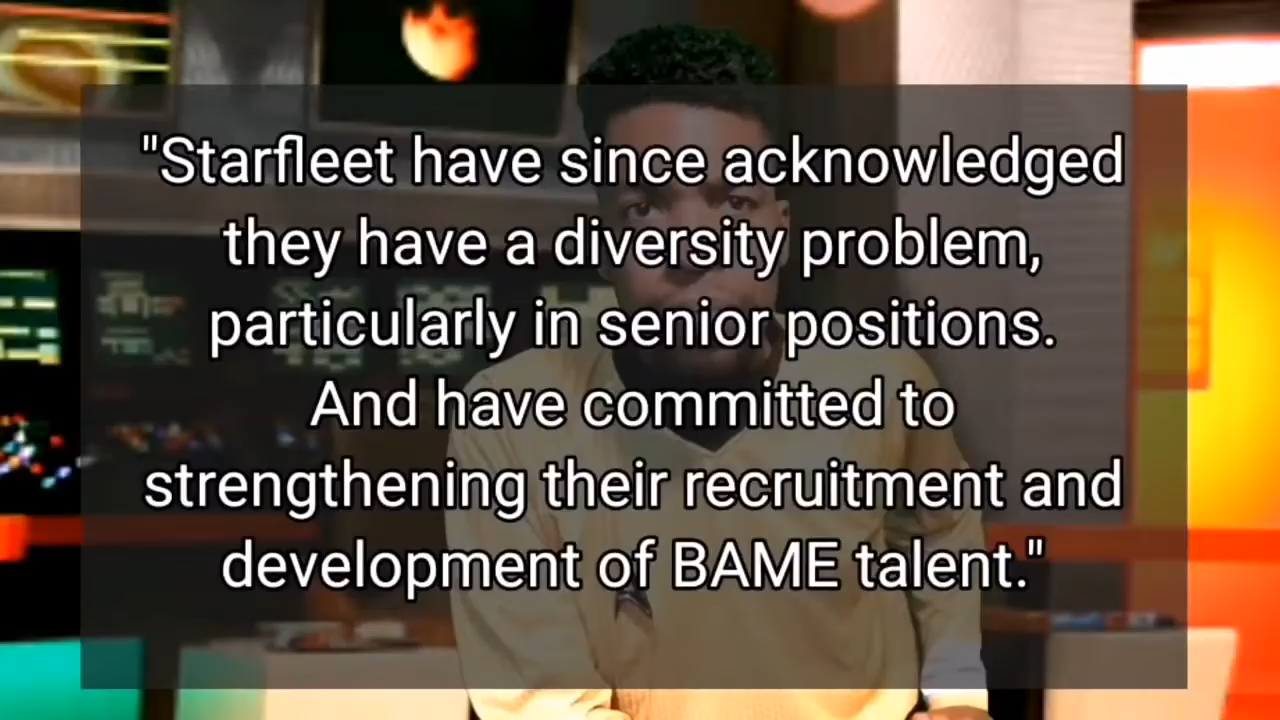 "Starfleet have since acknowledged
they have a diversity problem,
particularly in senior positions.
And have committed to
strengthening their recruitment and
development of BAME talent."